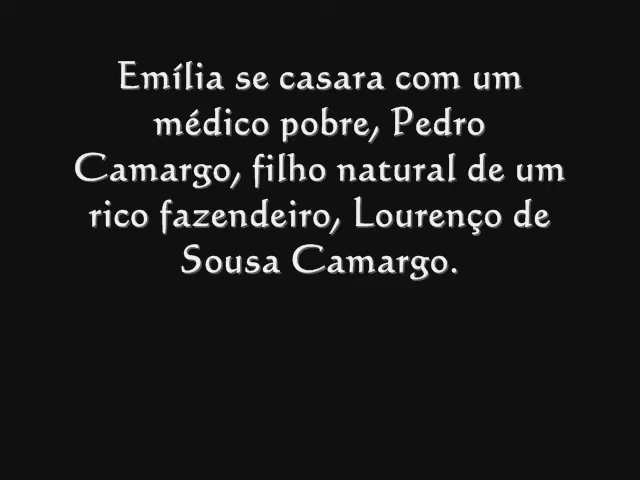 Emília se casara com um
médico pobre, Pedro
Camargo, filho natural de um
rico fazendeiro, Lourenço de
Sousa Camargo.